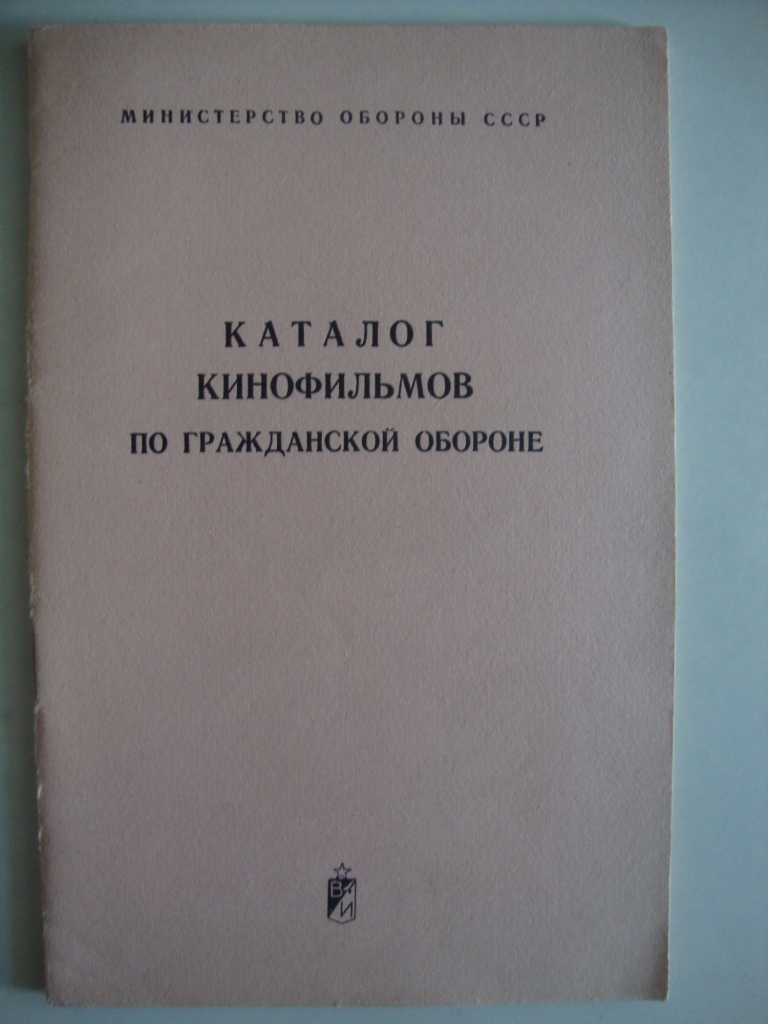 МИНИСТЕРСТВО ОБОРОНЫ СССР
КАТАЛОГ
КИНОФИЛЬМОВ
ПО ГРАЖДАНСКОЙ ОБОРОНЕ
В
И